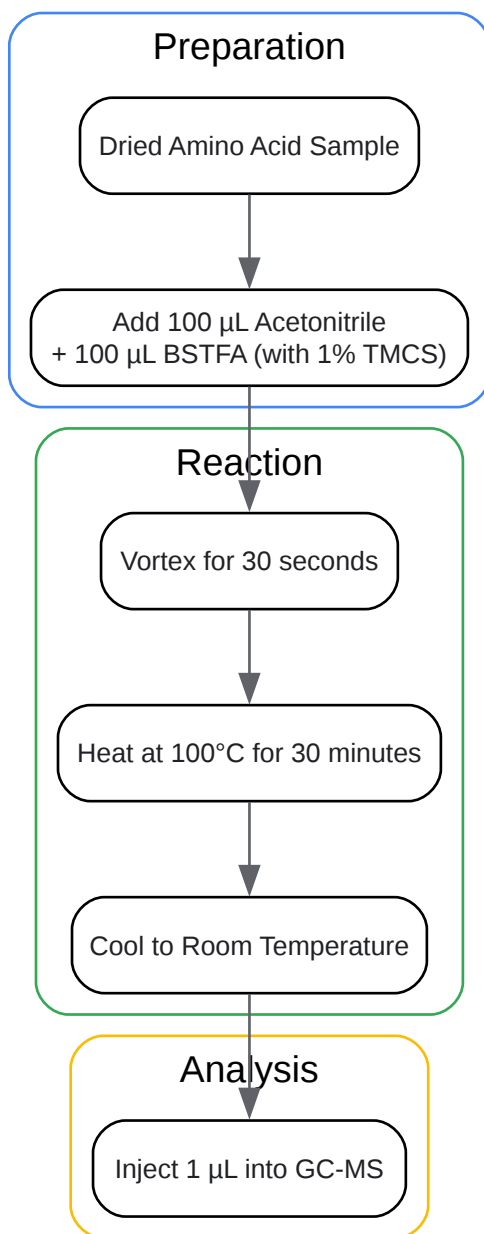 Preparation
Dried Amino Acid Sample
Add 100 µL Acetonitrile
+ 100 µL BSTFA (with 1% TMCS)
Reaction
Vortex for 30 seconds
Heat at 100°C for 30 minutes
Cool to Room Temperature
Analysis
Inject 1 µL into GC-MS